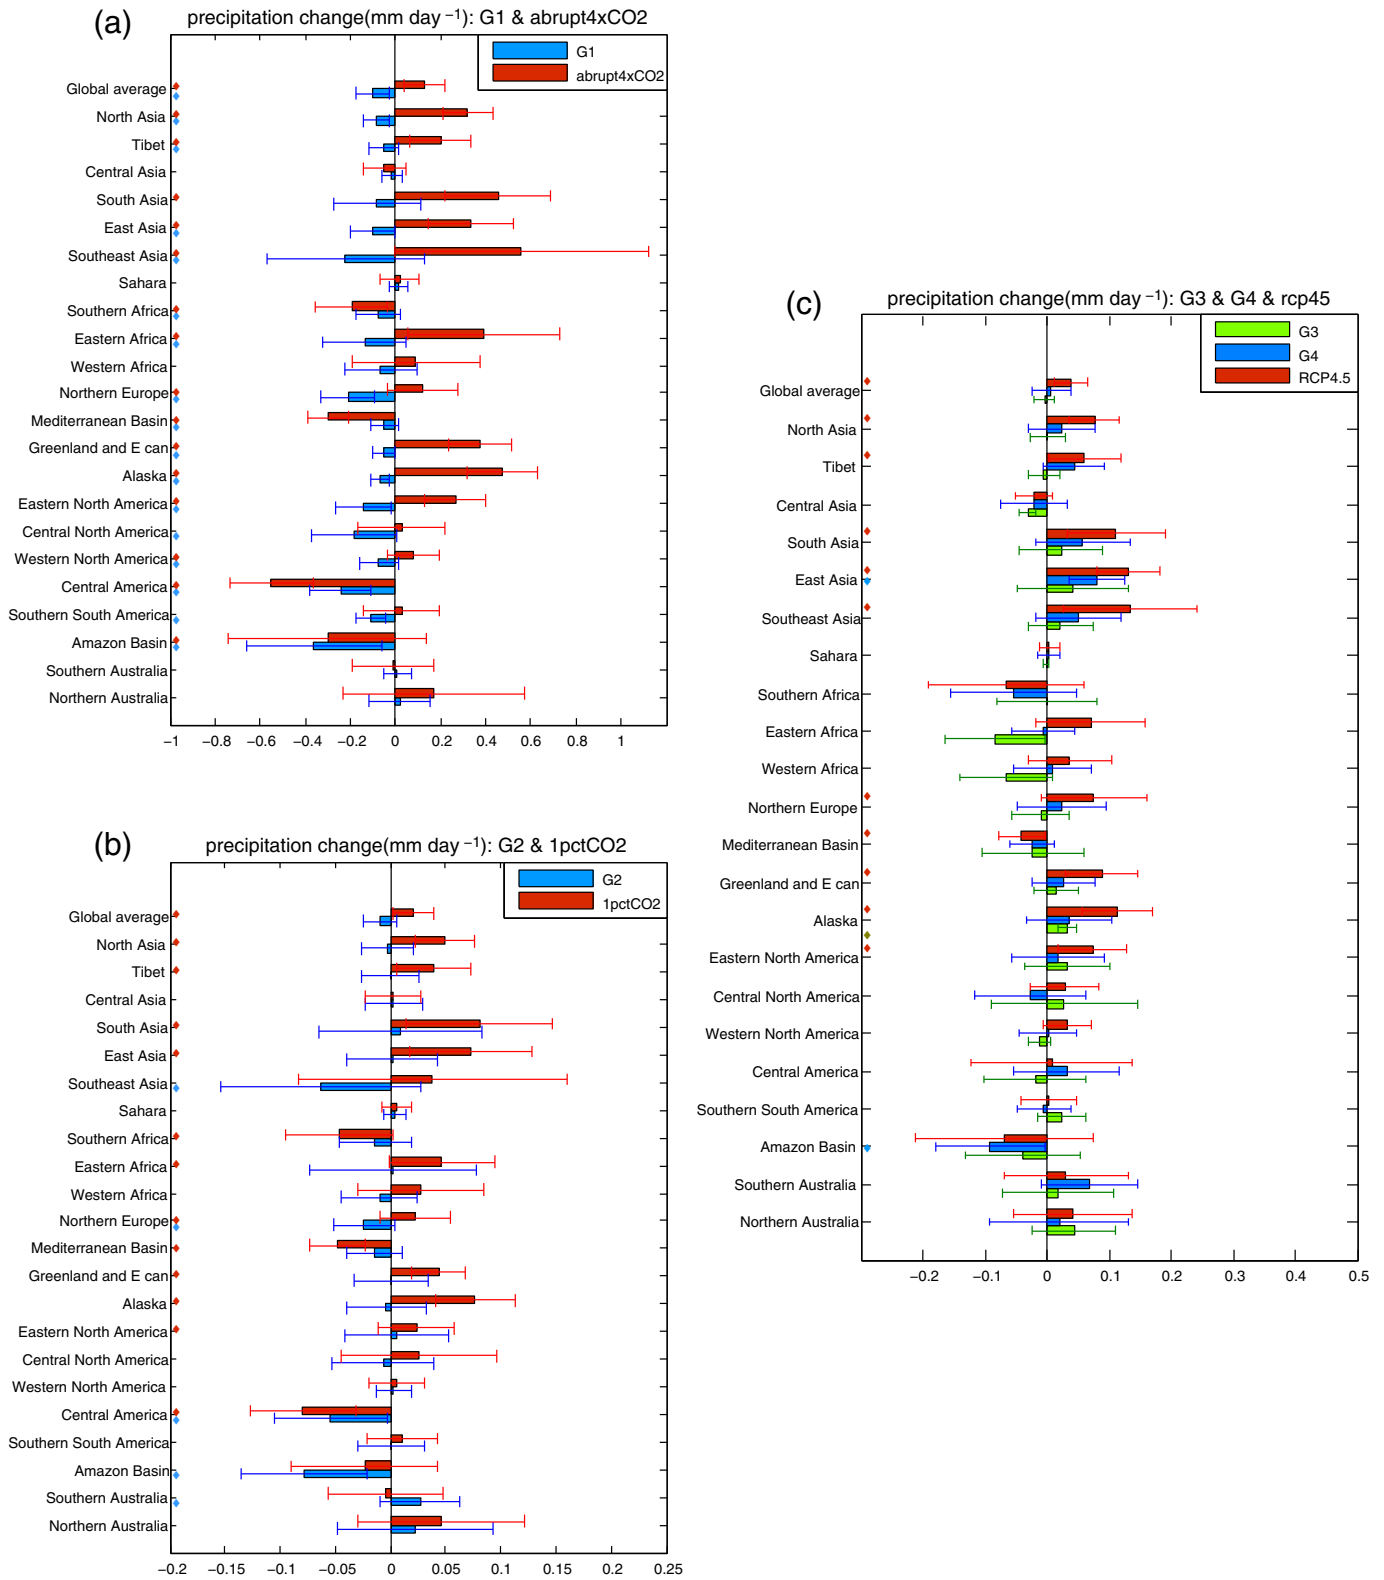 (a)
precipitation change(mm day −1): G1 & abrupt4xCO2
G1
abrupt4xCO2
Global average
North Asia
Tibet
Central Asia
South Asia
East Asia
Southeast Asia
Sahara
Southern Africa
Eastern Africa
Western Africa
Northern Europe
Mediterranean Basin
Greenland and E can
Alaska
Eastern North America
Central North America
Western North America
Central America
Southern South America
Amazon Basin
Southern Australia
Northern Australia
−1 −0.8 −0.6 −0.4 −0.2 0 0.2 0.4 0.6 0.8 1
(b)
precipitation change(mm day −1): G2 & 1pctCO2
G2
1pctCO2
Global average
North Asia
Tibet
Central Asia
South Asia
East Asia
Southeast Asia
Sahara
Southern Africa
Eastern Africa
Western Africa
Northern Europe
Mediterranean Basin
Greenland and E can
Alaska
Eastern North America
Central North America
Western North America
Central America
Southern South America
Amazon Basin
Southern Australia
Northern Australia
−0.2 −0.15 −0.1 −0.05 0 0.05 0.1 0.15 0.2 0.25
(c)
precipitation change(mm day −1): G3 & G4 & rcp45
G3
G4
RCP4.5
Global average
North Asia
Tibet
Central Asia
South Asia
East Asia
Southeast Asia
Sahara
Southern Africa
Eastern Africa
Western Africa
Northern Europe
Mediterranean Basin
Greenland and E can
Alaska
Eastern North America
Central North America
Western North America
Central America
Southern South America
Amazon Basin
Southern Australia
Northern Australia
−0.2 −0.1 0 0.1 0.2 0.3 0.4 0.5